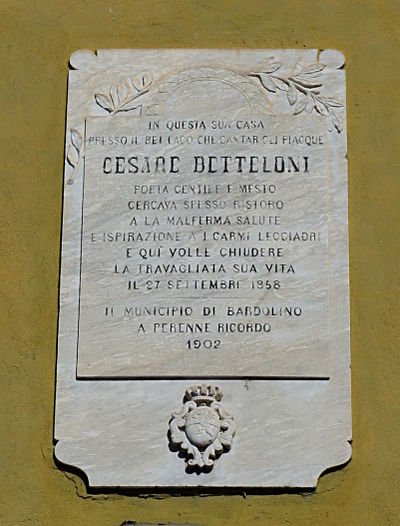 IN QUESTA SUA CASA
PRESSO IL BEL LAGO CHE CANTAR GLI PIACQUE
CESARE BETTELONI
POETA GENTILE E MESTO
CERCAVA SPESSO RISTORO
A LA MALFERMA SALUTE
E ISPIRAZIONE A I CARMI LEGGIADRI
E QUI VOLLE CHIUDERE
LA TRAVAGLIATA SUA VITA
IL 27 SETTEMBRE 1858
IL MUNICIPIO DI BARDOLINO
A PERENNE RICORDO
1902